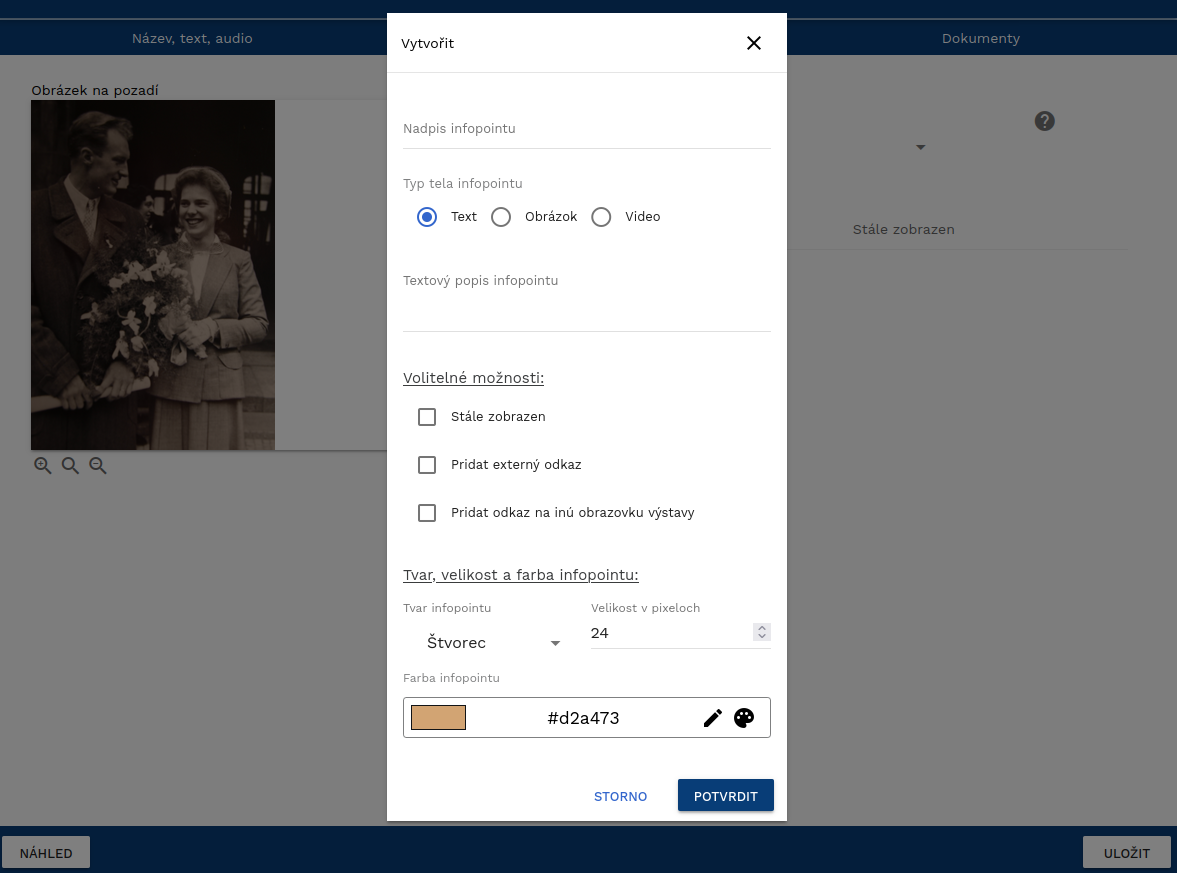 Název, text, audio
Dokumenty
Obrázek na pozadí
Stále zobrazen
Vytvořit
Nadpis infopointu
Typ tela infopointu
Text Obrázok Video
Textový popis infopointu
Volitelné možnosti:
Stále zobrazen
Pridat externý odkaz
Pridat odkaz na inú obrazovku výstavy
Tvar, velikost a farba infopointu:
Tvar infopointu Velikost v pixeloch
Štvorec 24
Farba infopointu
#d2a473
STORNO POTVRDIT
NÁHLED ULOŽIT